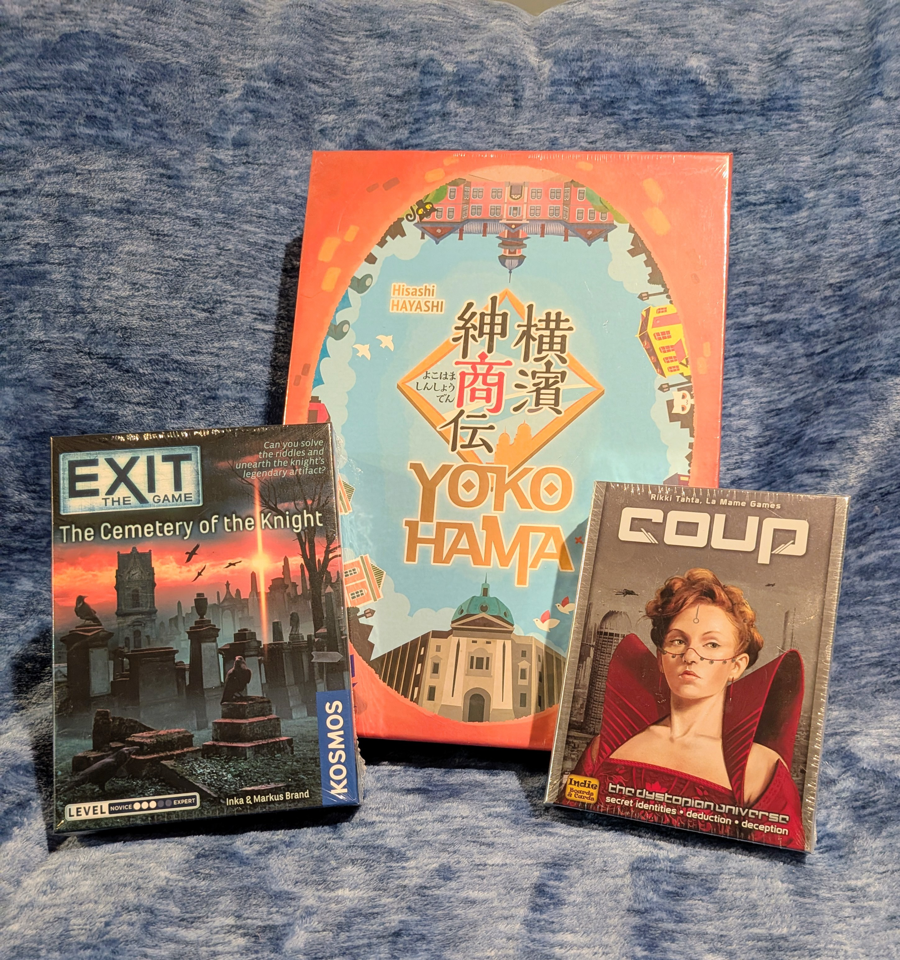 Hisashi
HAYASHI
横濱
紳商伝
よこはま
しんしょう
でん
YOKO
HAMA
EXIT
THE GAME
Can you solve
the riddles and
unearth the knight's
legendary artifact?
The Cemetery of the Knight
KOSMOS
LEVEL NOVICE EXPERT
Inka & Markus Brand
Rikki Tahta, La Mame Games
COUP
Indie
Boards
& Cards
the dystopian universe
secret identities • deduction • deception